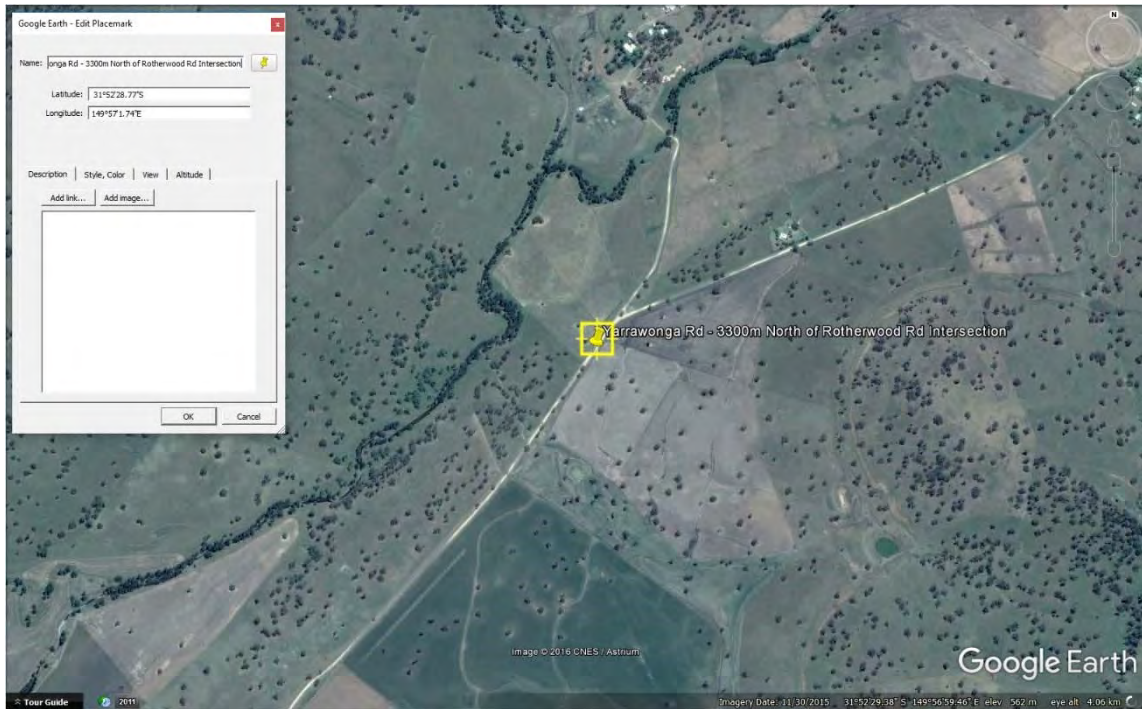 Google Earth - Edit Placemark
x
N
Name: onga Rd - 3300m North of Rotherwood Rd Intersection
Latitude: 31°52'28.77"S
Longitude: 149°57'1.74"E
Description
Style, Color
View
Altitude
Add link...
Add image...
OK
Cancel
Yarrawonga Rd - 3300m North of Rotherwood Rd Intersection
Image © 2016 CNES / Astrium
Google Earth
Tour Guide
2011
Imagery Date: 11/30/2015 31°52'29.38" S 149°56'59.46" E elev 562 m eye alt 4.06 km